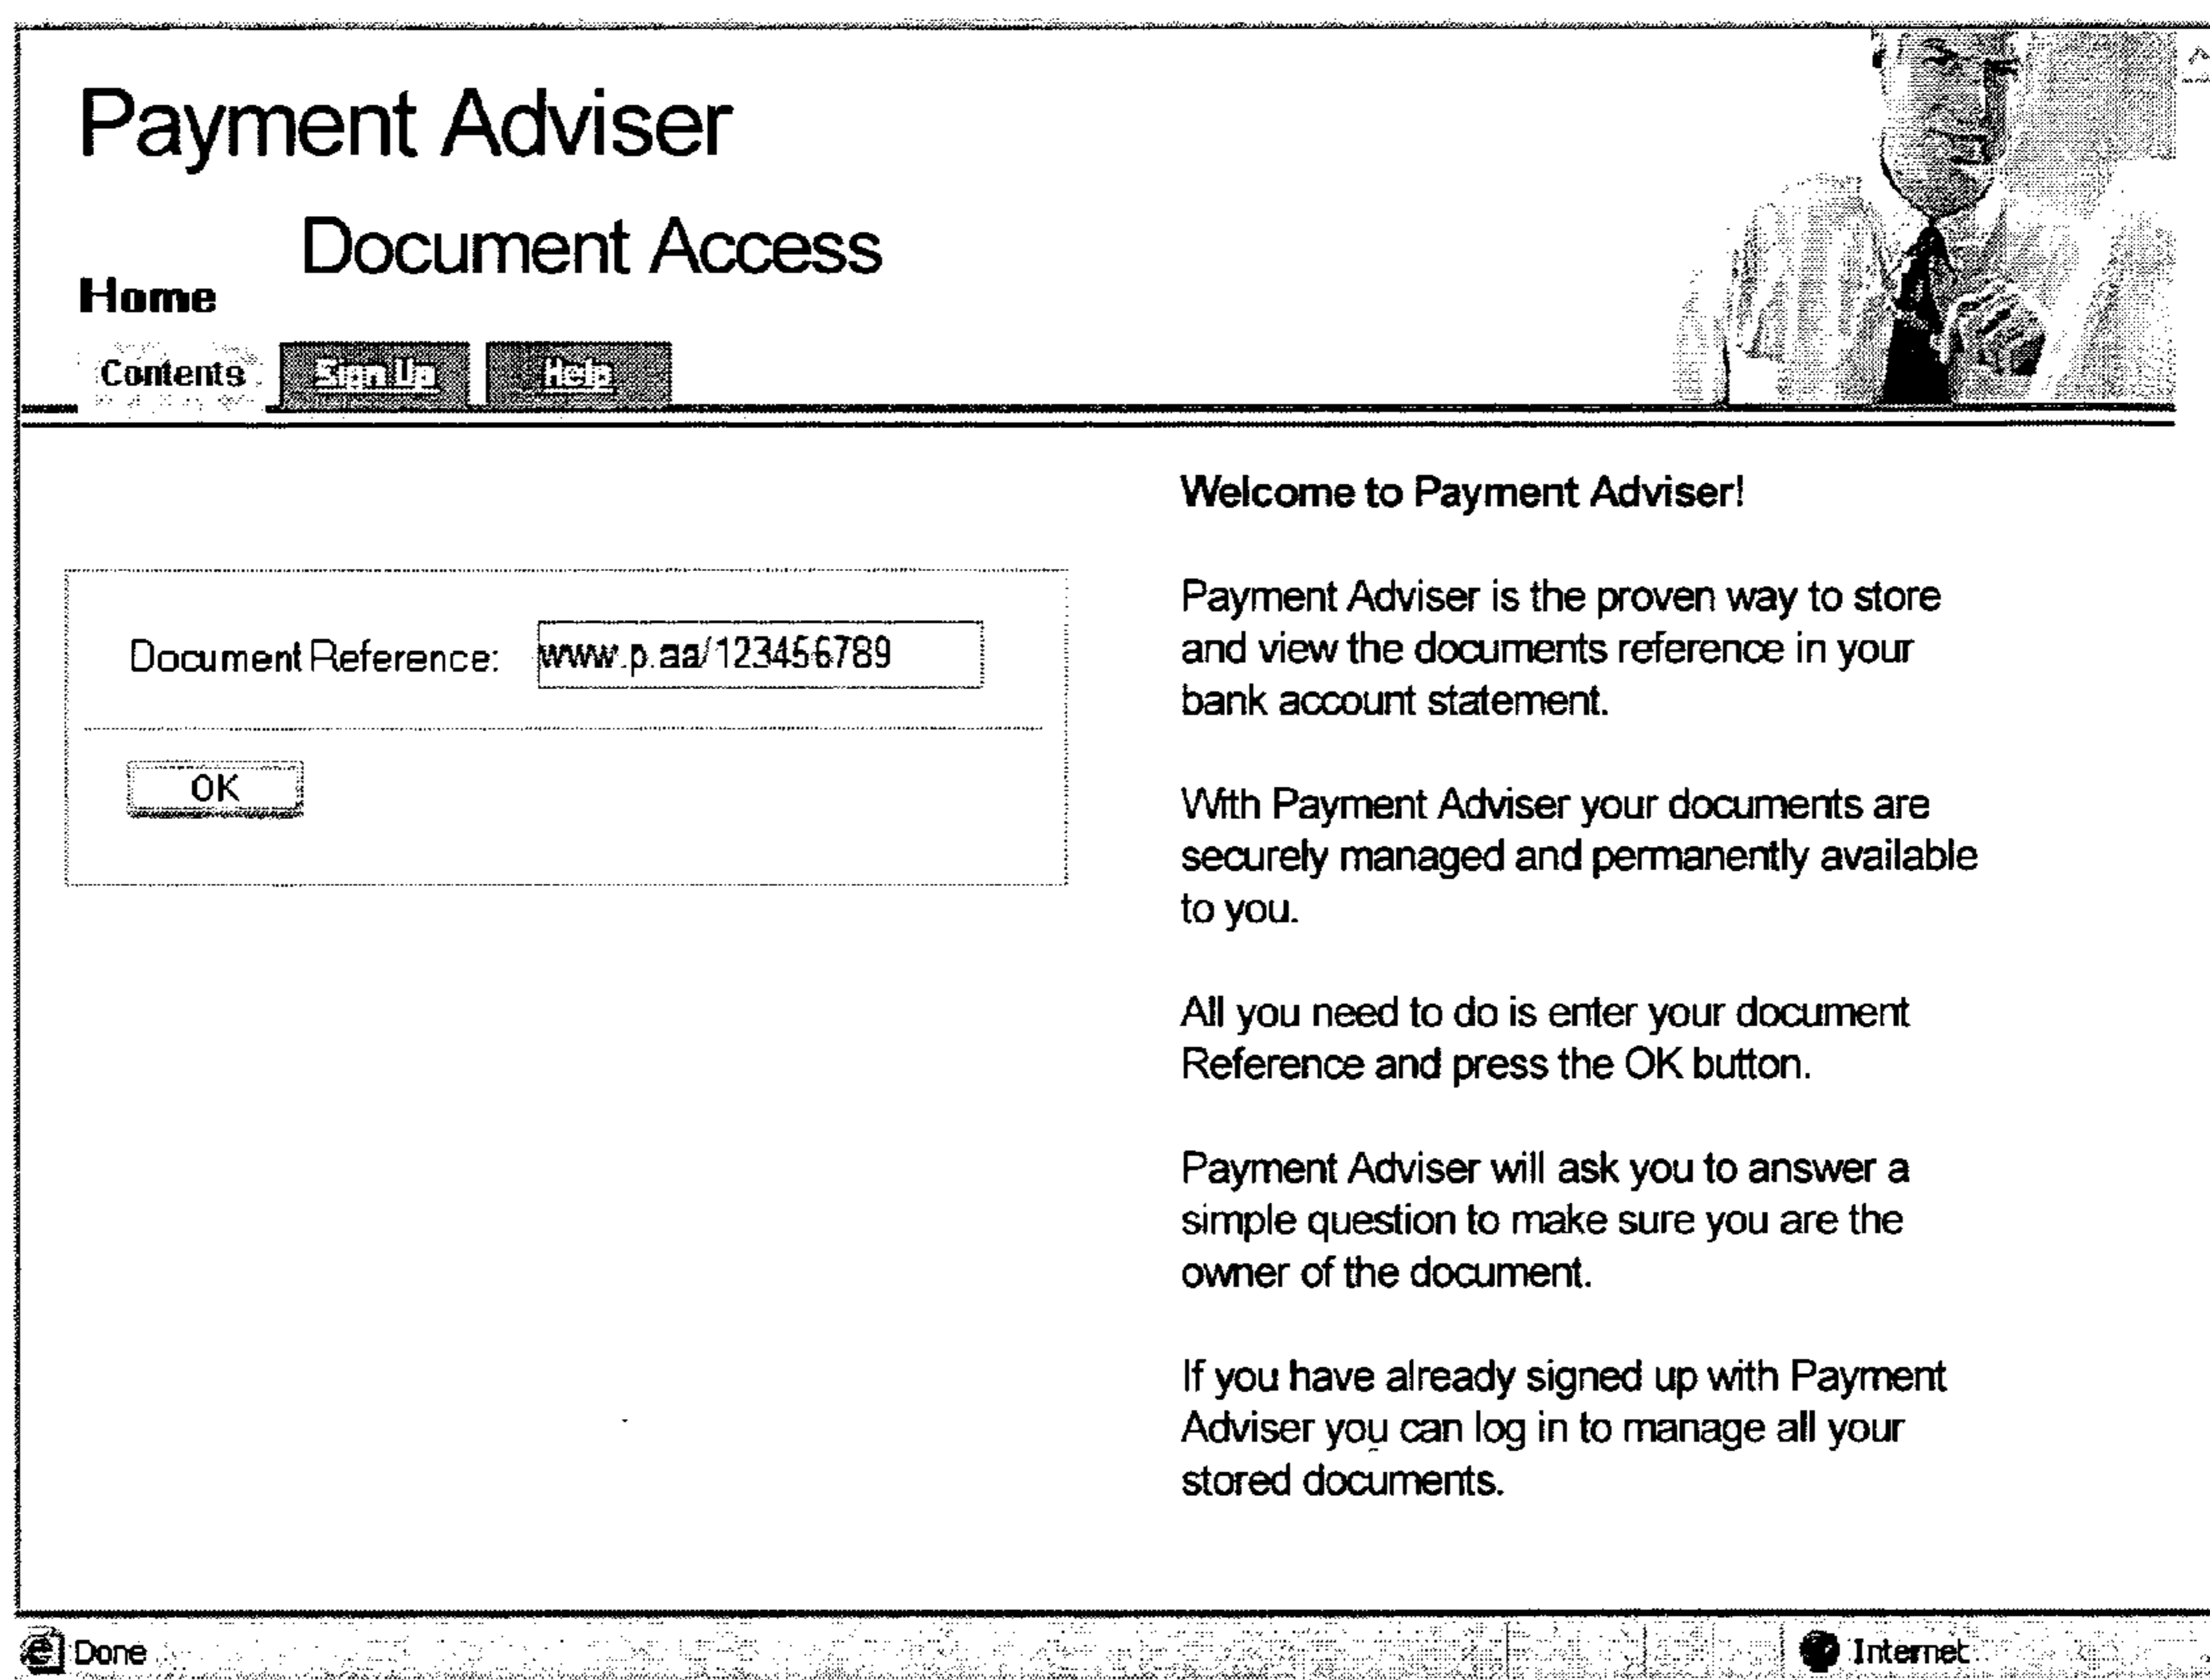 Payment Adviser
Document Access
Home
Contents Sign Up Help
Welcome to Payment Adviser!
Document Reference: www.p.aa/123456789
OK
Payment Adviser is the proven way to store
and view the documents reference in your
bank account statement.
With Payment Adviser your documents are
securely managed and permanently available
to you.
All you need to do is enter your document
Reference and press the OK button.
Payment Adviser will ask you to answer a
simple question to make sure you are the
owner of the document.
If you have already signed up with Payment
Adviser you can log in to manage all your
stored documents.
Done Internet